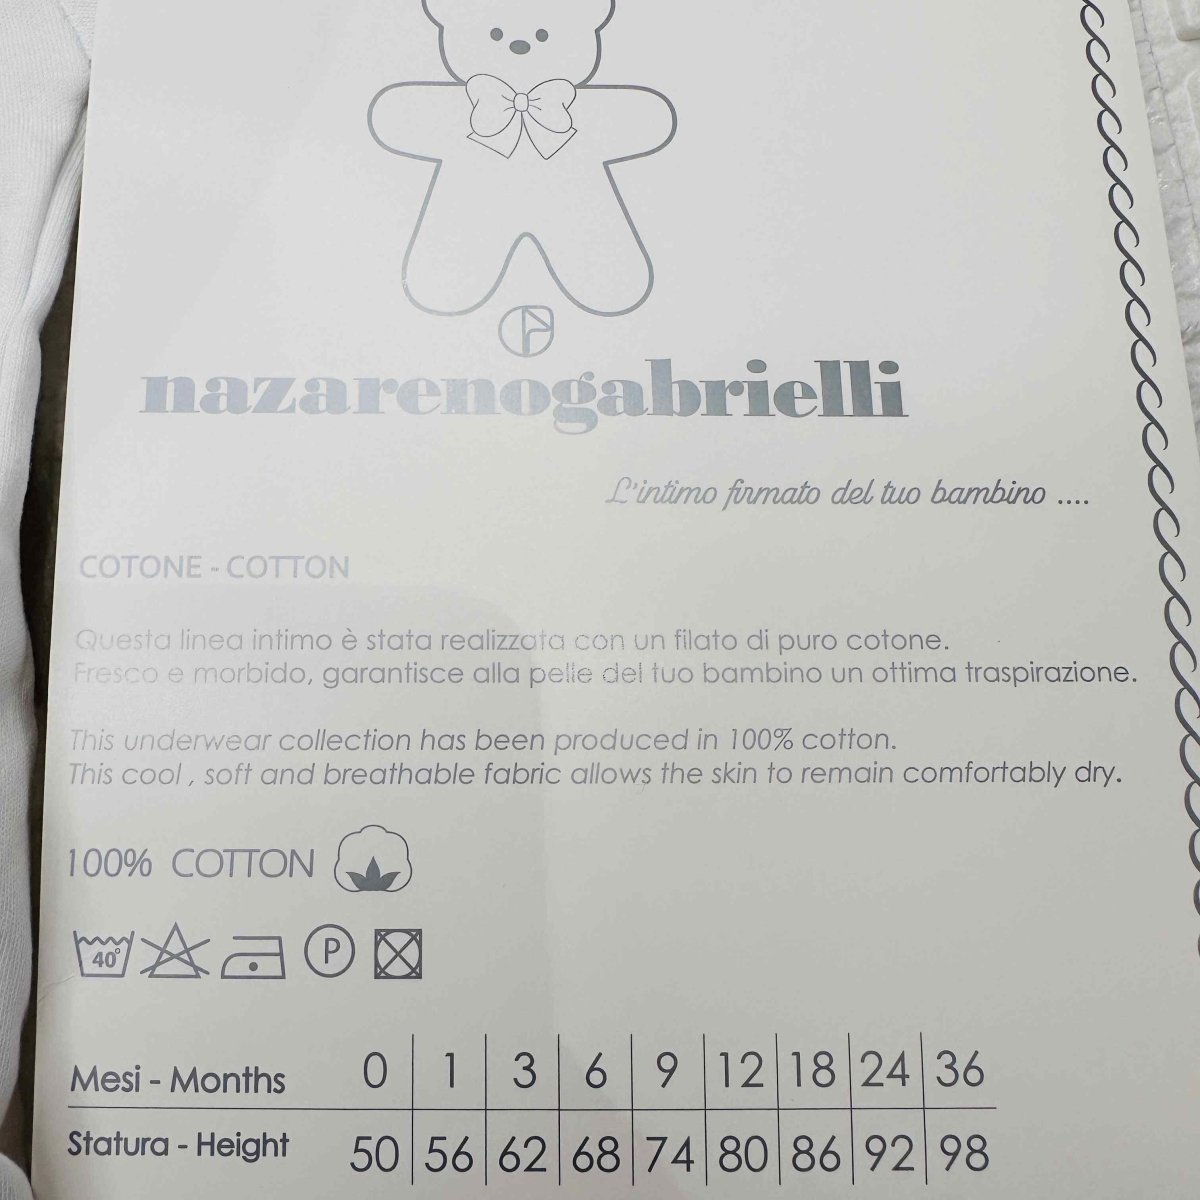 nazarenogabrielli
L'intimo firmato del tuo bambino ....
COTONE - COTTON
Questa linea intimo è stata realizzata con un filato di puro cotone.
Fresco e morbido, garantisce alla pelle del tuo bambino un ottima traspirazione.
This underwear collection has been produced in 100% cotton.
This cool , soft and breathable fabric allows the skin to remain comfortably dry.
100% COTTON
40° P
Mesi - Months 0 1 3 6 9 12 18 24 36
Statura - Height 50 56 62 68 74 80 86 92 98